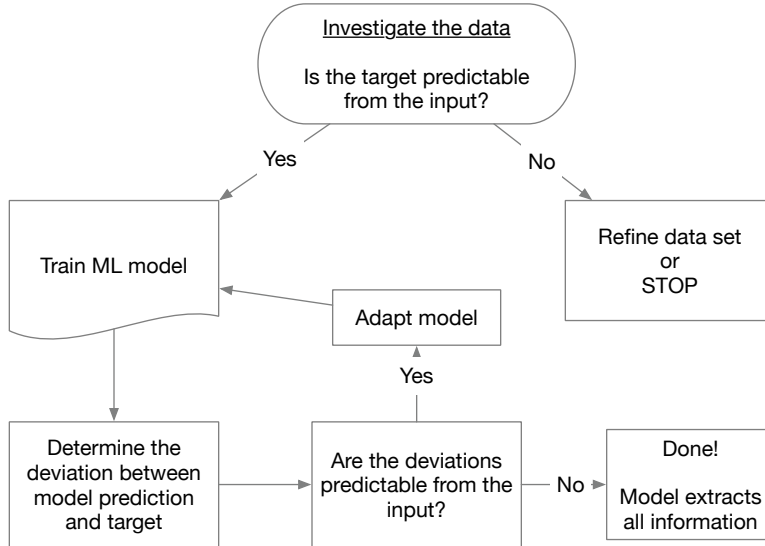 Investigate the data
Is the target predictable
from the input?
Yes
No
Train ML model
Refine data set
or
STOP
Adapt model
Yes
Determine the
deviation between
model prediction
and target
Are the deviations
predictable from the
input?
No
Done!
Model extracts
all information